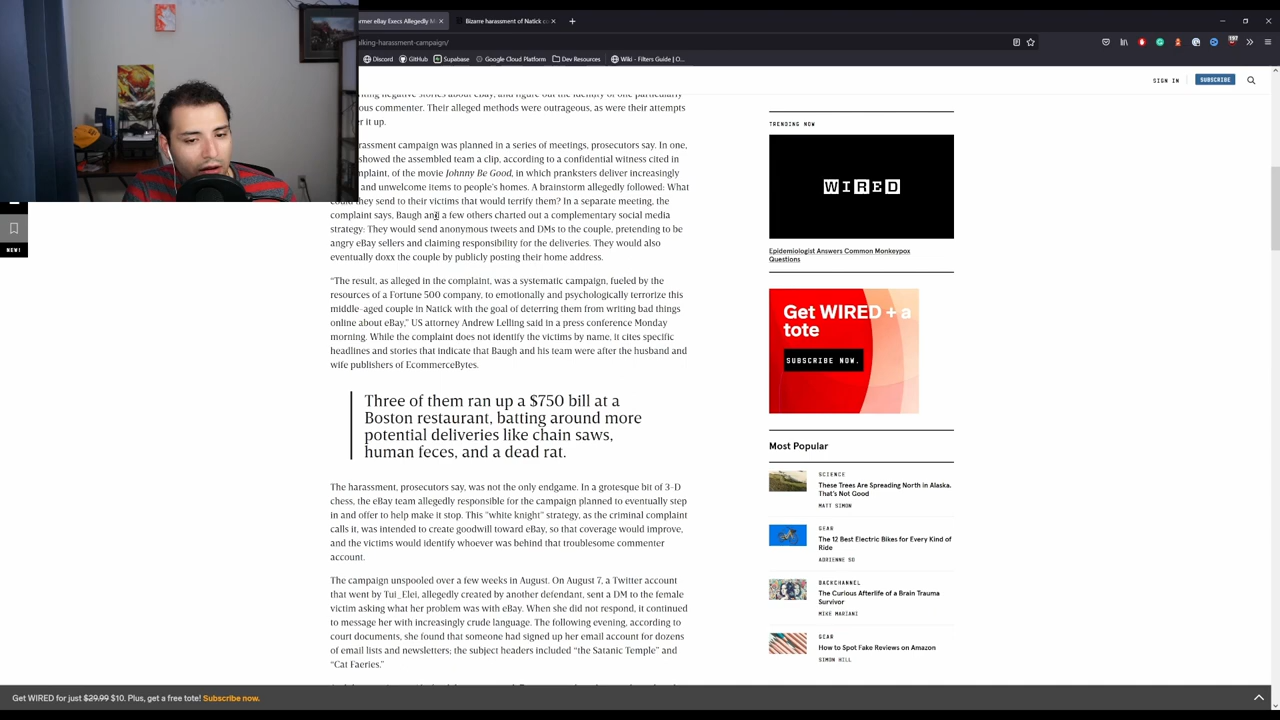 rmer eBay Execs Allegedly M
Bizarre harassment of Natick co
alking-harassment-campaign/
197
Discord
GitHub
Supabase
Google Cloud Platform
Dev Resources
Wiki - Filters Guide | O...
SIGN IN
SUBSCRIBE
negative stories about eBay, and figure out the identity of one particularly
ous commenter. Their alleged methods were outrageous, as were their attempts
r it up.
rassment campaign was planned in a series of meetings, prosecutors say. In one,
showed the assembled team a clip, according to a confidential witness cited in
mplaint, of the movie Johnny Be Good, in which pranksters deliver increasingly
and unwelcome items to people's homes. A brainstorm allegedly followed: What
could they send to their victims that would terrify them? In a separate meeting, the
complaint says, Baugh and a few others charted out a complementary social media
strategy: They would send anonymous tweets and DMs to the couple, pretending to be
angry eBay sellers and claiming responsibility for the deliveries. They would also
eventually doxx the couple by publicly posting their home address.
“The result, as alleged in the complaint, was a systematic campaign, fueled by the
resources of a Fortune 500 company, to emotionally and psychologically terrorize this
middle-aged couple in Natick with the goal of deterring them from writing bad things
online about eBay,” US attorney Andrew Lelling said in a press conference Monday
morning. While the complaint does not identify the victims by name, it cites specific
headlines and stories that indicate that Baugh and his team were after the husband and
wife publishers of EcommerceBytes.
Three of them ran up a $750 bill at a
Boston restaurant, batting around more
potential deliveries like chain saws,
human feces, and a dead rat.
The harassment, prosecutors say, was not the only endgame. In a grotesque bit of 3-D
chess, the eBay team allegedly responsible for the campaign planned to eventually step
in and offer to help make it stop. This "white knight" strategy, as the criminal complaint
calls it, was intended to create goodwill toward eBay, so that coverage would improve,
and the victims would identify whoever was behind that troublesome commenter
account.
The campaign unspooled over a few weeks in August. On August 7, a Twitter account
that went by Tui_Elei, allegedly created by another defendant, sent a DM to the female
victim asking what her problem was with eBay. When she did not respond, it continued
to message her with increasingly crude language. The following evening, according to
court documents, she found that someone had signed up her email account for dozens
of email lists and newsletters; the subject headers included “the Satanic Temple” and
“Cat Faeries.”
NEW!
TRENDING NOW
WIRED
Epidemiologist Answers Common Monkeypox
Questions
Get WIRED + a
tote
SUBSCRIBE NOW.
Most Popular
SCIENCE
These Trees Are Spreading North in Alaska.
That's Not Good
MATT SIMON
GEAR
The 12 Best Electric Bikes for Every Kind of
Ride
ADRIENNE SO
BACKCHANNEL
The Curious Afterlife of a Brain Trauma
Survivor
MIKE MARIANI
GEAR
How to Spot Fake Reviews on Amazon
SIMON HILL
Get WIRED for just $29.99 $10. Plus, get a free tote! Subscribe now.